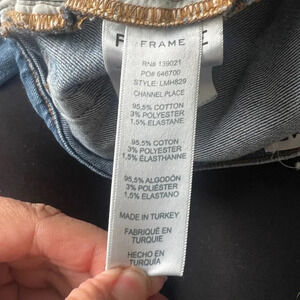 FRAME
RN# 139021
PO# 646700
STYLE: LMH829
CHANNEL PLACE
95,5% COTTON
3% POLYESTER
1,5% ELASTANE
95,5% COTON
3% POLYESTER
1,5% ÉLASTHANE
95,5% ALGODÓN
3% POLIÉSTER
1,5% ELASTANO
MADE IN TURKEY
FABRIQUÉ EN
TURQUIE
HECHO EN
TURQUÍA